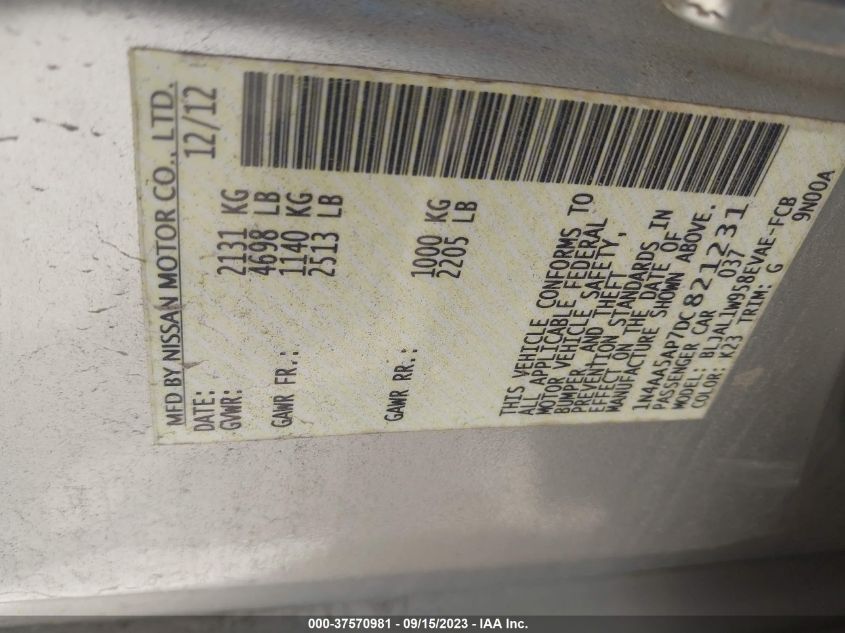 MFD BY NISSAN MOTOR CO., LTD.
DATE: 12/12
GVWR: 2131 KG
4698 LB
GAWR FR.: 1140 KG
2513 LB
GAWR RR.: 1000 KG
2205 LB
THIS VEHICLE CONFORMS TO
ALL APPLICABLE FEDERAL
MOTOR VEHICLE SAFETY,
BUMPER, AND THEFT
PREVENTION STANDARDS IN
EFFECT ON THE DATE OF
MANUFACTURE SHOWN ABOVE.
1N4AA5AP7DC821231
PASSENGER CAR 037
MODEL: BLJAL1W958EVAE-FCB
COLOR: K23 TRIM: G 9N00A
000-37570981 - 09/15/2023 - IAA Inc.